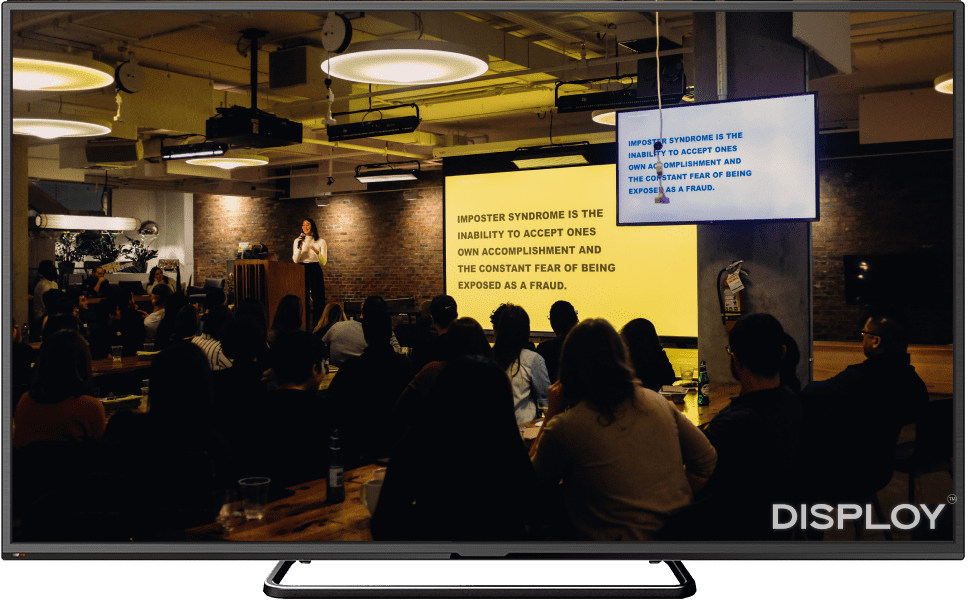 IMPOSTER SYNDROME IS THE
INABILITY TO ACCEPT ONES
OWN ACCOMPLISHMENT AND
THE CONSTANT FEAR OF BEING
EXPOSED AS A FRAUD.
IMPOSTER SYNDROME IS THE
INABILITY TO ACCEPT ONES
OWN ACCOMPLISHMENT AND
THE CONSTANT FEAR OF BEING
EXPOSED AS A FRAUD.
DISPLOY™